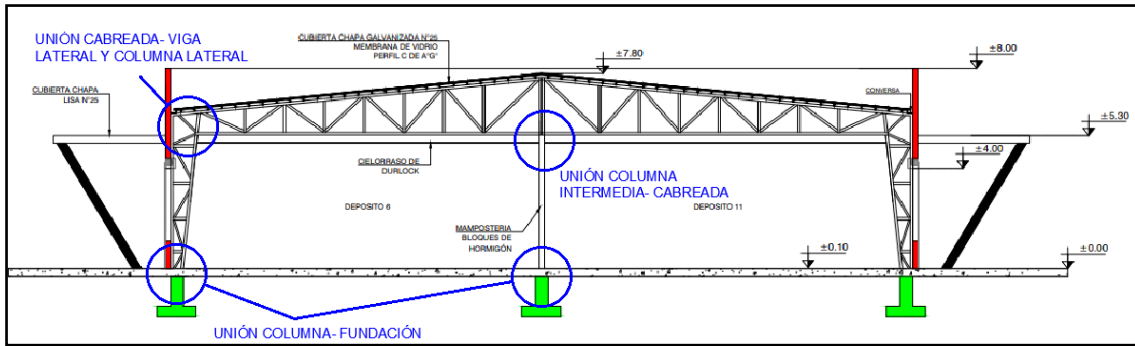 UNIÓN CABREADA- VIGA
LATERAL Y COLUMNA LATERAL
CUBIERTA CHAPA GALVANIZADA N°25
MEMBRANA DE VIDRIO
PERFIL C DE A°G°
±7.80
±8.00
CUBIERTA CHAPA
LISA N°25
CONVERSA
±5.30
CIELORRASO DE
DURLOCK
UNIÓN COLUMNA
INTERMEDIA- CABREADA
±4.00
DEPOSITO 6
DEPOSITO 11
MAMPOSTERIA
BLOQUES DE
HORMIGÓN
±0.10
±0.00
UNIÓN COLUMNA- FUNDACIÓN